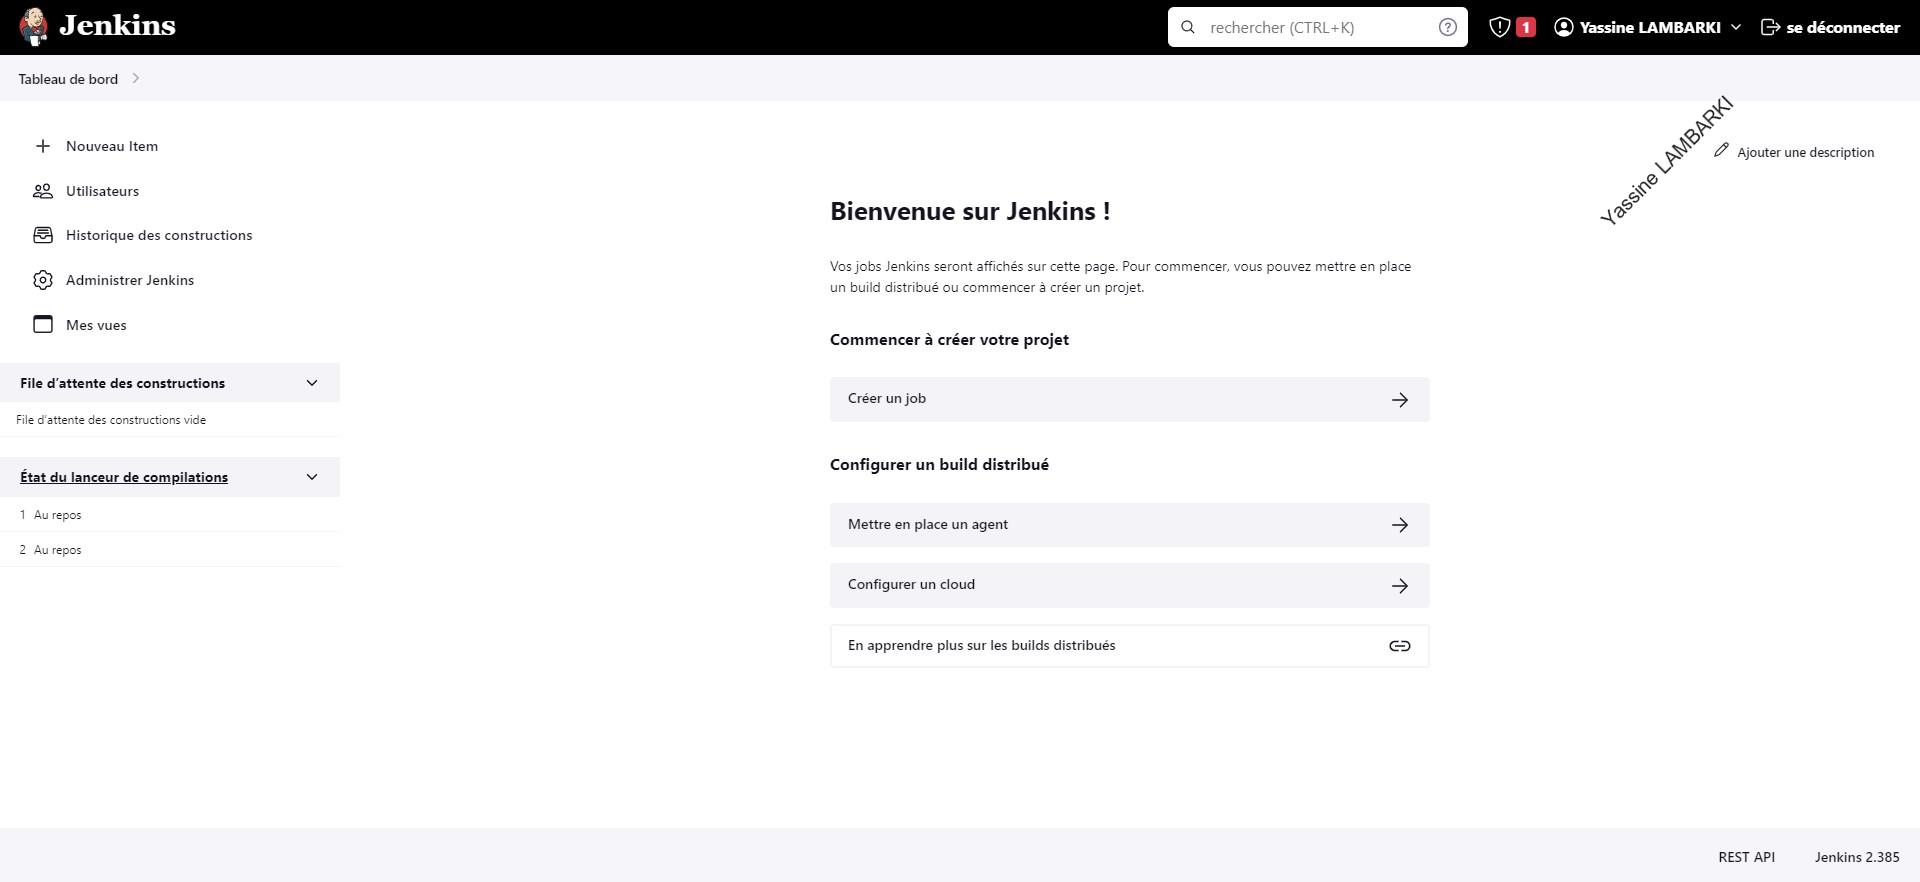 Jenkins
rechercher (CTRL+K)
1
Yassine LAMBARKI
se déconnecter
Tableau de bord
Nouveau Item
Utilisateurs
Historique des constructions
Administrer Jenkins
Mes vues
File d'attente des constructions
File d'attente des constructions vide
État du lanceur de compilations
1 Au repos
2 Au repos
Yassine LAMBARKI
Ajouter une description
Bienvenue sur Jenkins !
Vos jobs Jenkins seront affichés sur cette page. Pour commencer, vous pouvez mettre en place
un build distribué ou commencer à créer un projet.
Commencer à créer votre projet
Créer un job
Configurer un build distribué
Mettre en place un agent
Configurer un cloud
En apprendre plus sur les builds distribués
REST API
Jenkins 2.385